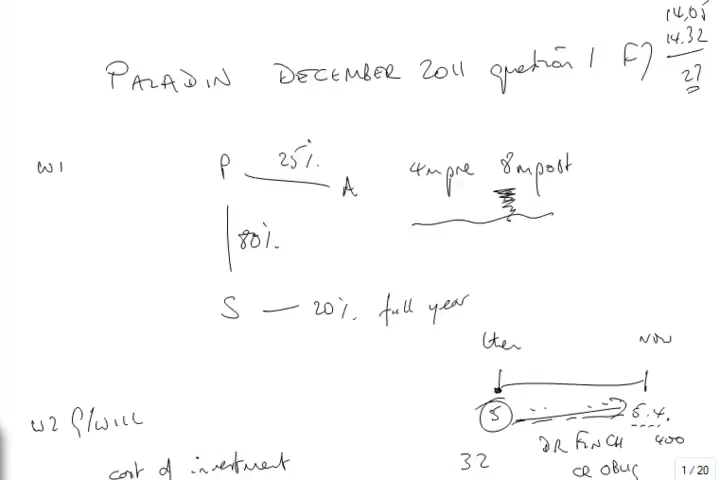 14.05
14.32
27
PALADIN DECEMBER 2011 question 1 F7
W1
P 25%. A 4m pre 8m post
80%.
S — 20%. full year
then now
W2 G/WILL
5 5.4.
DR FINCH 400
CR OBLIG
cost of investment 32
1 / 20